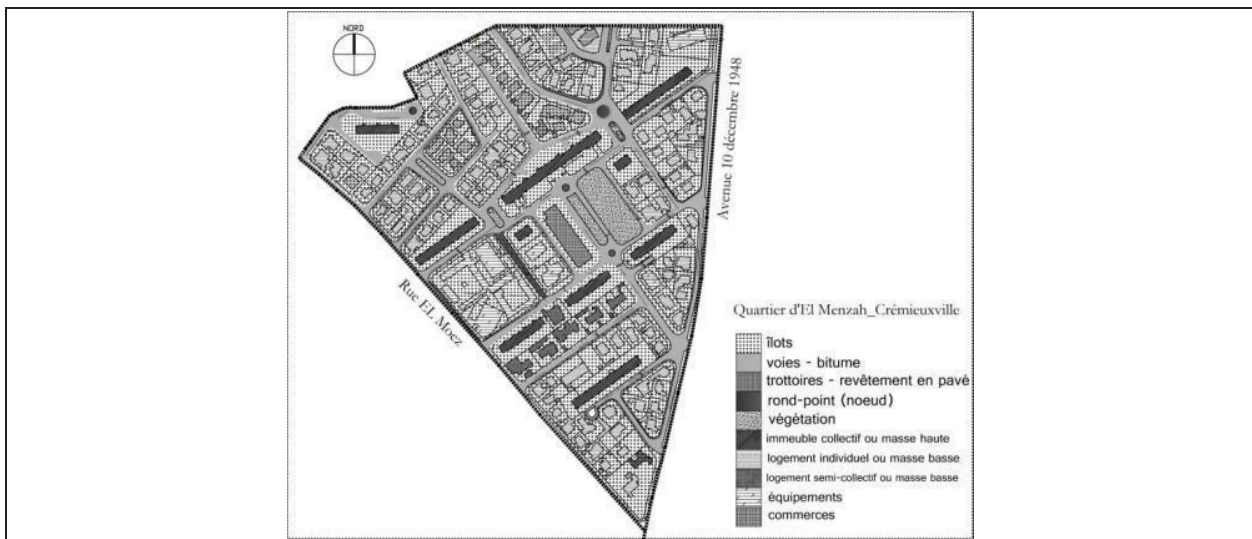 NORD
Avenue 10 décembre 1948
Rue EL Moez
Quartier d'El Menzah_Crémieuxville
îlots
voies - bitume
trottoires - revêtement en pavé
rond-point (noeud)
végétation
immeuble collectif ou masse haute
logement individuel ou masse basse
logement semi-collectif ou masse basse
équipements
commerces